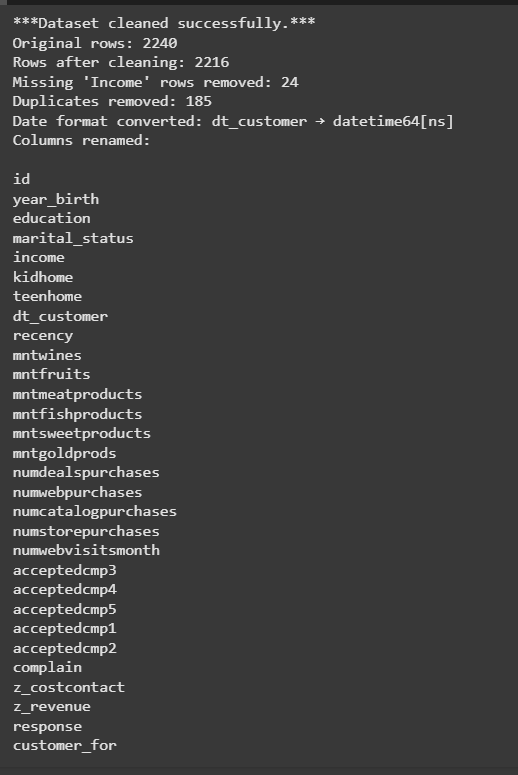 ***Dataset cleaned successfully.***
Original rows: 2240
Rows after cleaning: 2216
Missing 'Income' rows removed: 24
Duplicates removed: 185
Date format converted: dt_customer → datetime64[ns]
Columns renamed:
id
year_birth
education
marital_status
income
kidhome
teenhome
dt_customer
recency
mntwines
mntfruits
mntmeatproducts
mntfishproducts
mntsweetproducts
mntgoldprods
numdealspurchases
numwebpurchases
numcatalogpurchases
numstorepurchases
numwebvisitsmonth
acceptedcmp3
acceptedcmp4
acceptedcmp5
acceptedcmp1
acceptedcmp2
complain
z_costcontact
z_revenue
response
customer_for